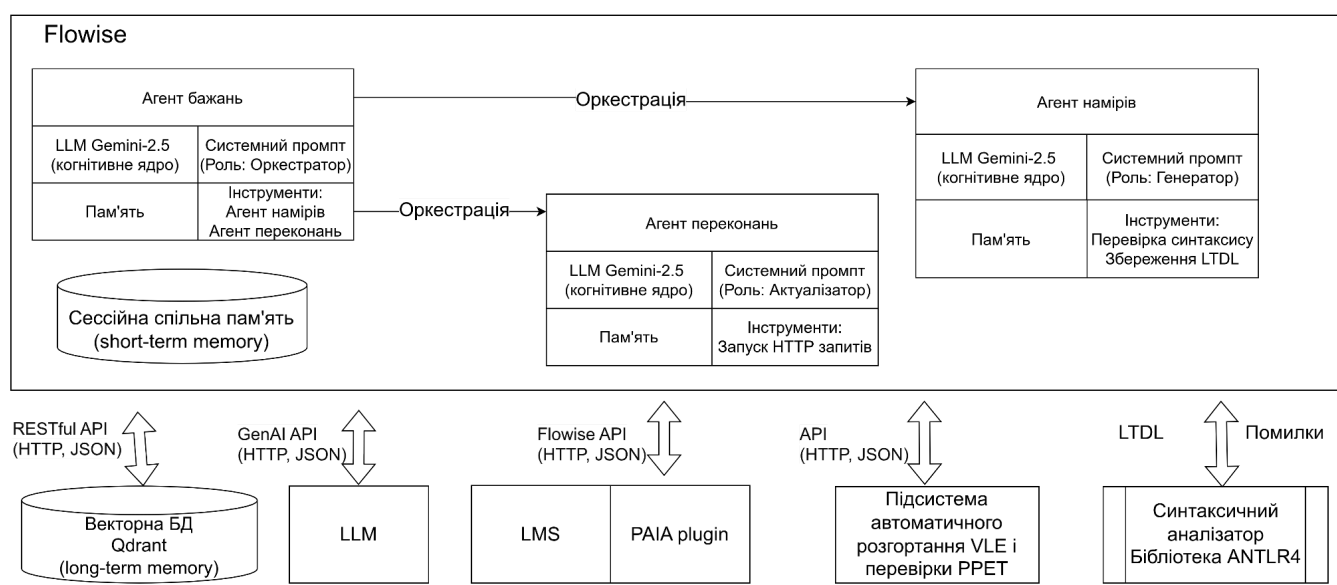 Flowise
Агент бажань
LLM Gemini-2.5
(когнітивне ядро)
Системний промпт
(Роль: Оркестратор)
Пам'ять
Інструменти:
Агент намірів
Агент переконань
Оркестрація
Агент намірів
LLM Gemini-2.5
(когнітивне ядро)
Системний промпт
(Роль: Генератор)
Пам'ять
Інструменти:
Перевірка синтаксису
Збереження LTDL
Оркестрація
Агент переконань
LLM Gemini-2.5
(когнітивне ядро)
Системний промпт
(Роль: Актуалізатор)
Пам'ять
Інструменти:
Запуск HTTP запитів
Сессійна спільна пам'ять
(short-term memory)
RESTful API
(HTTP, JSON)
GenAI API
(HTTP, JSON)
Flowise API
(HTTP, JSON)
API
(HTTP, JSON)
LTDL
Помилки
Векторна БД
Qdrant
(long-term memory)
LLM
LMS
PAIA plugin
Підсистема
автоматичного
розгортання VLE і
перевірки PPET
Синтаксичний
аналізатор
Бібліотека ANTLR4